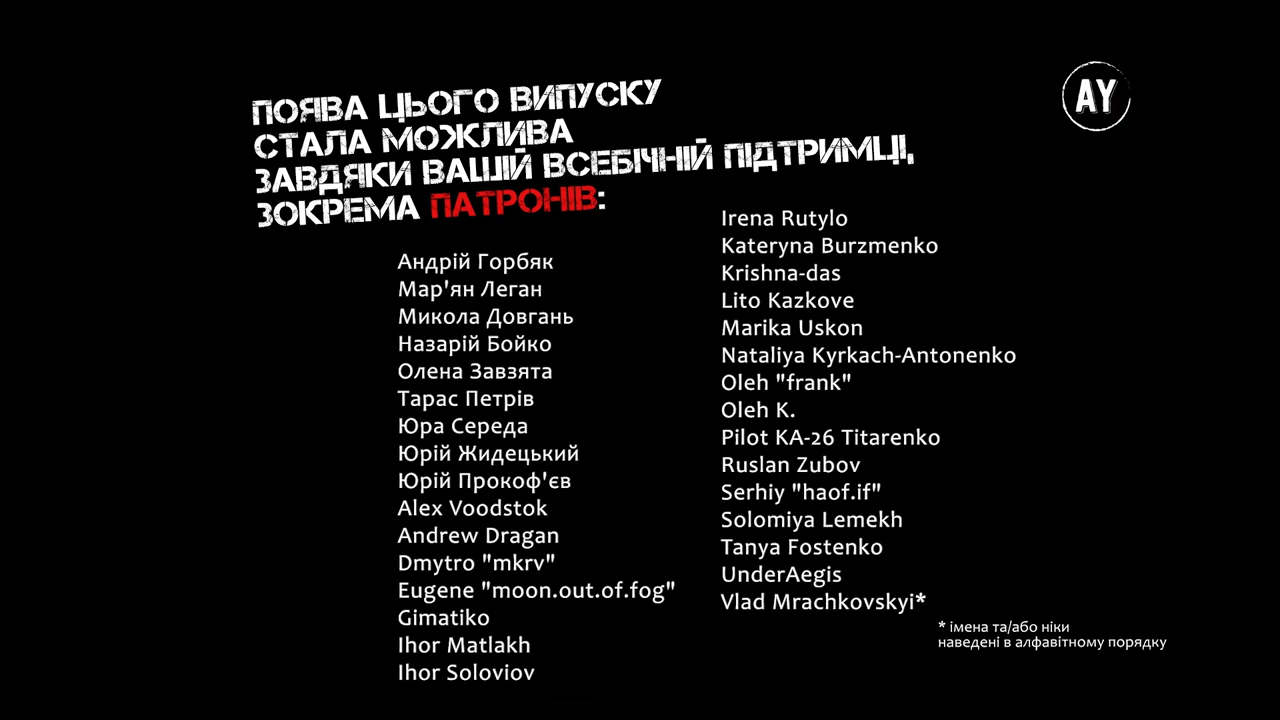 ПОЯВА ЦЬОГО ВИПУСКУ
СТАЛА МОЖЛИВА
ЗАВДЯКИ ВАШІЙ ВСЕБІЧНІЙ ПІДТРИМЦІ,
ЗОКРЕМА ПАТРОНІВ:
AY
Андрій Горбяк
Мар'ян Леган
Микола Довгань
Назарій Бойко
Олена Завзята
Тарас Петрів
Юра Середа
Юрій Жидецький
Юрій Прокоф'єв
Alex Voodstok
Andrew Dragan
Dmytro "mkrv"
Eugene "moon.out.of.fog"
Gimatiko
Ihor Matlakh
Ihor Soloviov
Irena Rutylo
Kateryna Burzmenko
Krishna-das
Lito Kazkove
Marika Uskon
Nataliya Kyrkach-Antonenko
Oleh "frank"
Oleh K.
Pilot KA-26 Titarenko
Ruslan Zubov
Serhiy "haof.if"
Solomiya Lemekh
Tanya Fostenko
UnderAegis
Vlad Mrachkovskyi*
* імена та/або ніки
наведені в алфавітному порядку